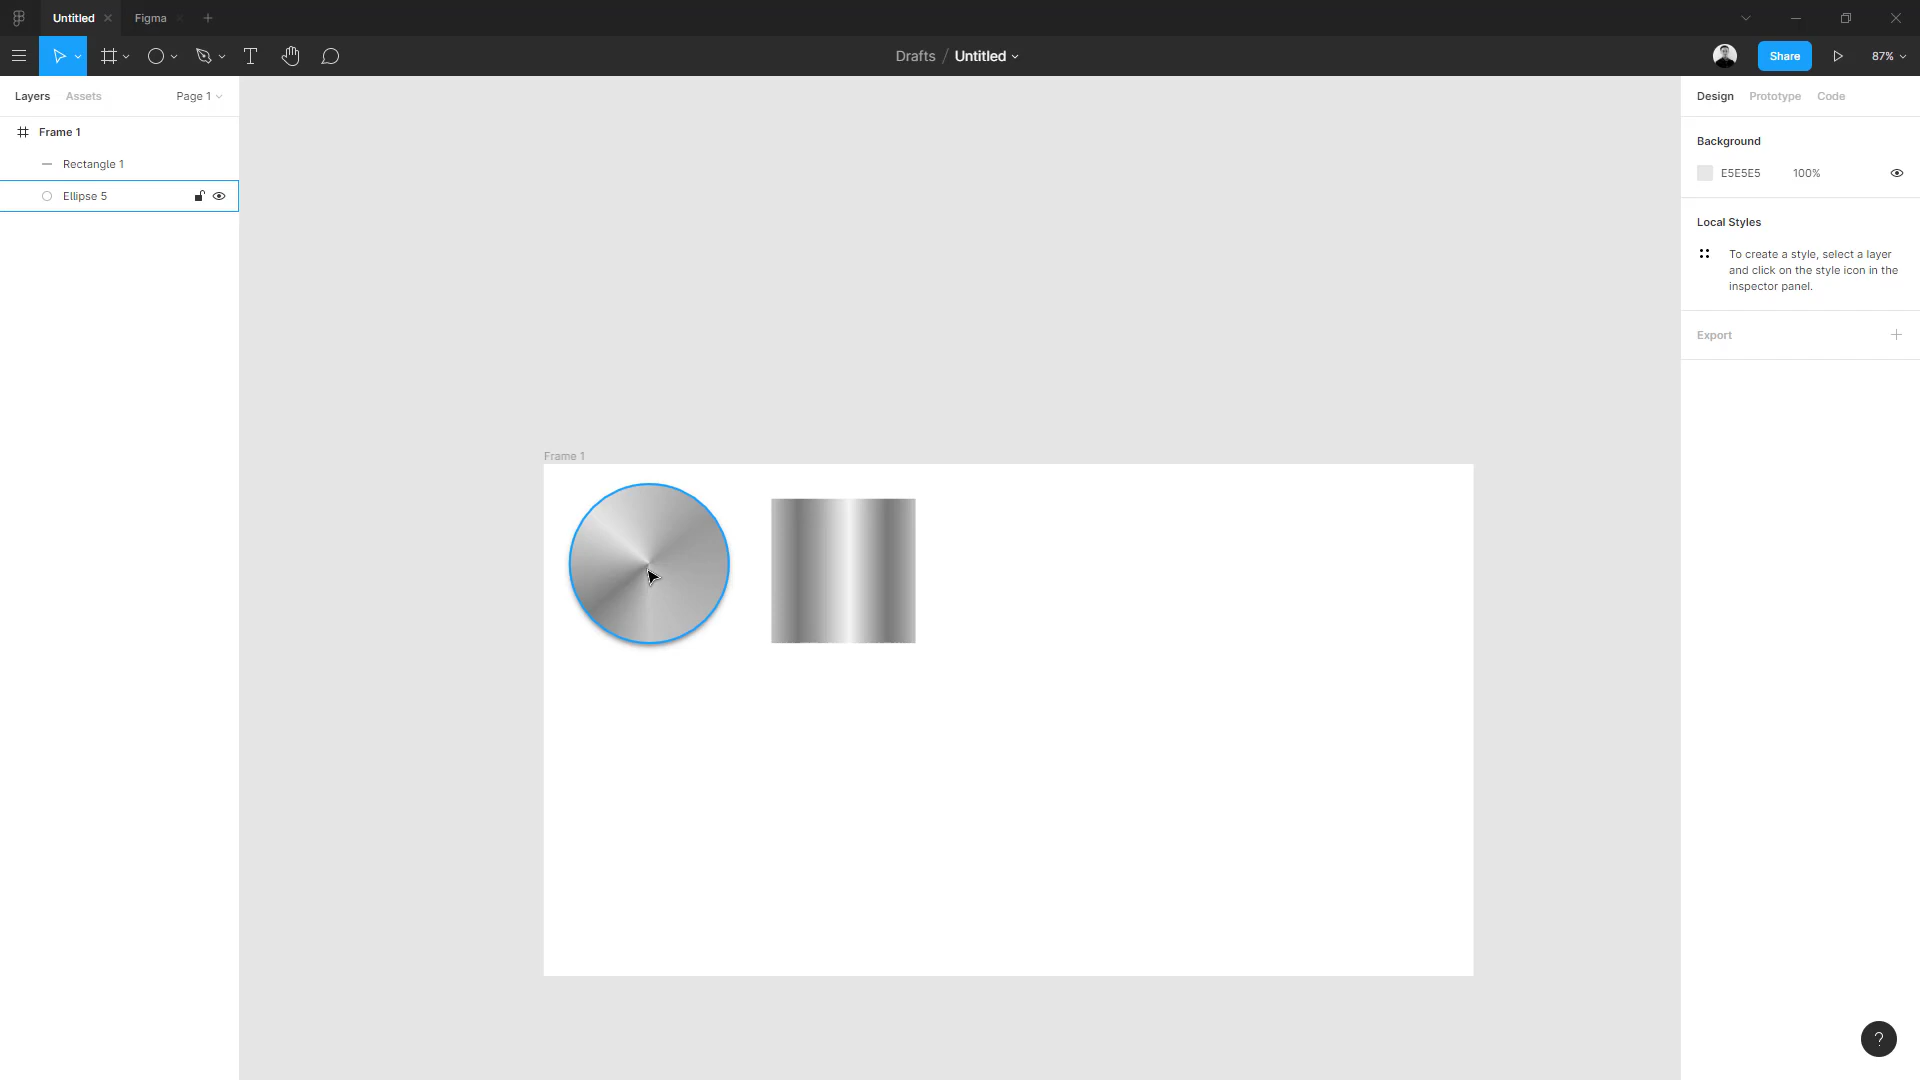 Untitled
Figma
Drafts / Untitled
Share
87%
Layers
Assets
Page 1
Frame 1
Rectangle 1
Ellipse 5
Frame 1
Design
Prototype
Code
Background
E5E5E5
100%
Local Styles
To create a style, select a layer
and click on the style icon in the
inspector panel.
Export
?